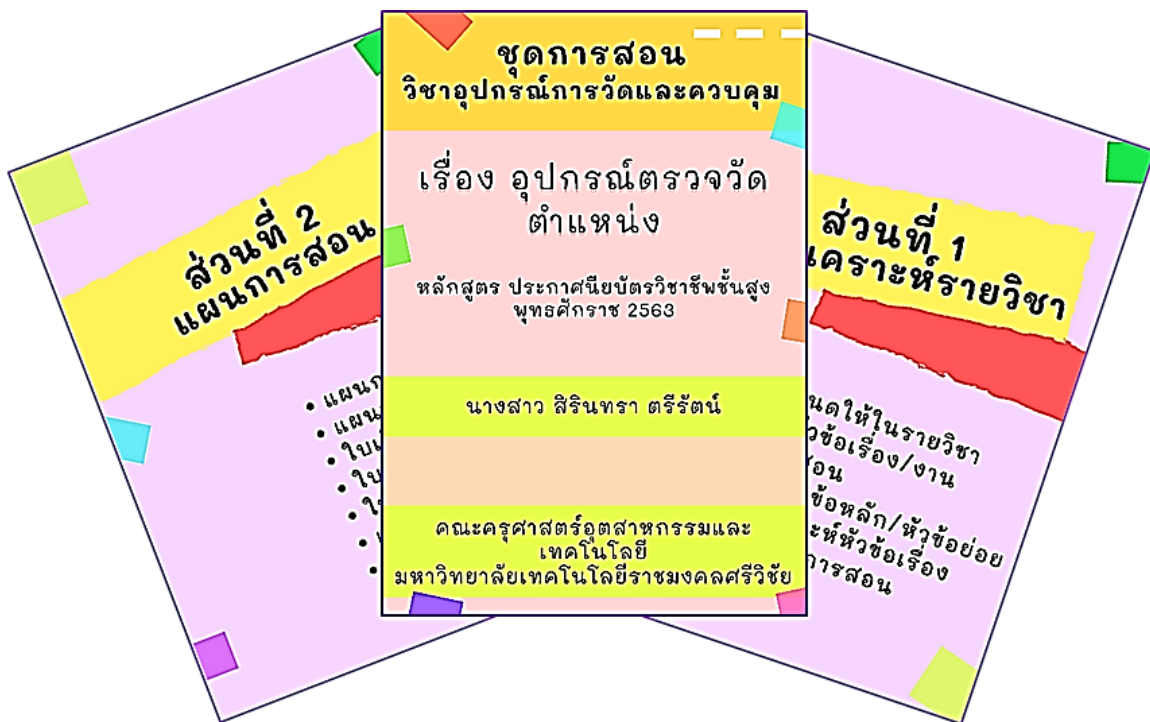 ชุดการสอน
วิชาอุปกรณ์การวัดและควบคุม
เรื่อง อุปกรณ์ตรวจวัด
ตำแหน่ง
หลักสูตร ประกาศนียบัตรวิชาชีพชั้นสูง
พุทธศักราช 2563
นางสาว สิรินทรา ตรีรัตน์
คณะครุศาสตร์อุตสาหกรรมและ
เทคโนโลยี
มหาวิทยาลัยเทคโนโลยีราชมงคลศรีวิชัย
ส่วนที่ 2
แผนการสอน
ส่วนที่ 1
เคราะห์รายวิชา
ให้ในรายวิชา
ข้อเรื่อง/งาน
สอน
ข้อหลัก/หัวข้อย่อย
ห์หัวข้อเรื่อง
การสอน